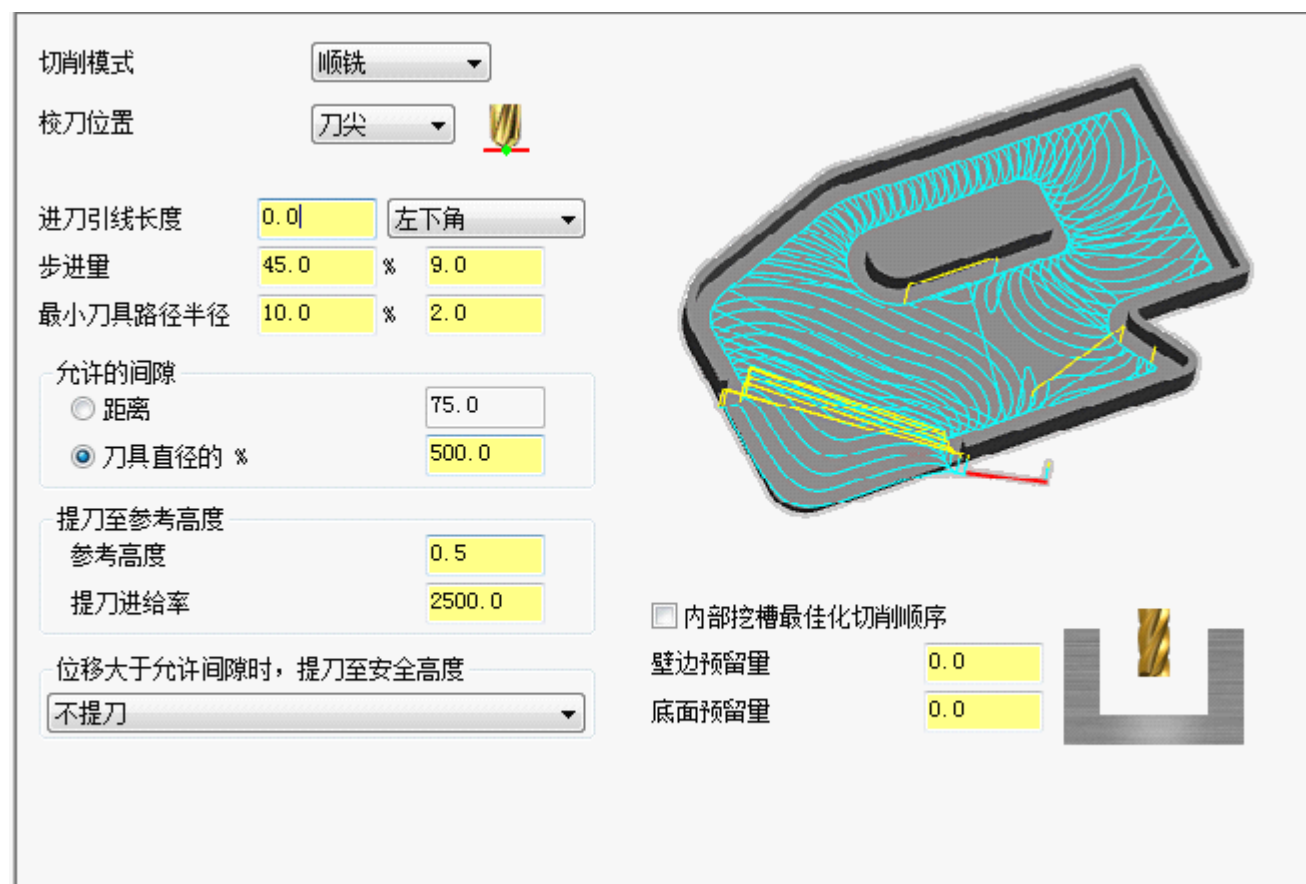 切削模式 顺铣
校刀位置 刀尖
进刀引线长度 0.0 左下角
步进量 45.0 % 9.0
最小刀具路径半径 10.0 % 2.0
允许的间隙
距离 75.0
刀具直径的 % 500.0
提刀至参考高度
参考高度 0.5
提刀进给率 2500.0
位移大于允许间隙时，提刀至安全高度
不提刀
内部挖槽最佳化切削顺序
壁边预留量 0.0
底面预留量 0.0